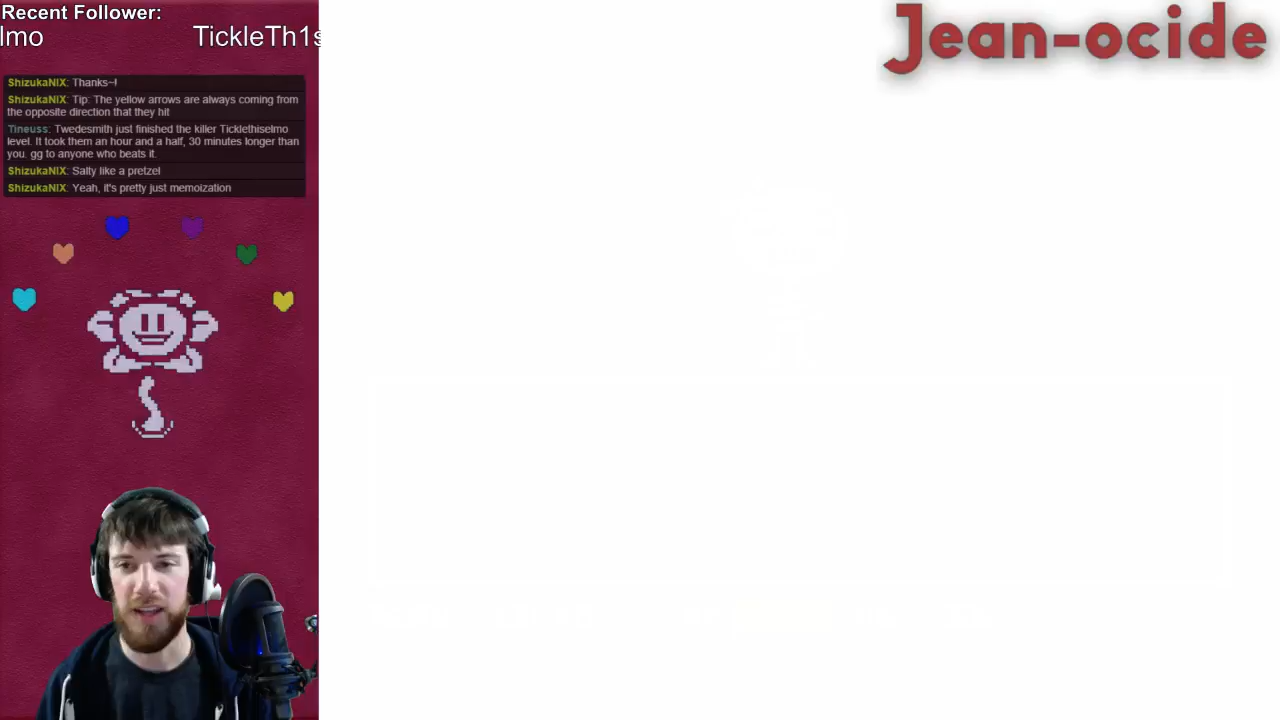 Recent Follower:
lmo TickleTh1s
ShizukaNIX: Thanks~!
ShizukaNIX: Tip: The yellow arrows are always coming from
the opposite direction that they hit
Tineuss: Twedesmith just finished the killer Ticklethiselmo
level. It took them an hour and a half, 30 minutes longer than
you. gg to anyone who beats it.
ShizukaNIX: Salty like a pretzel
ShizukaNIX: Yeah, it's pretty just memoization
Jean-ocide